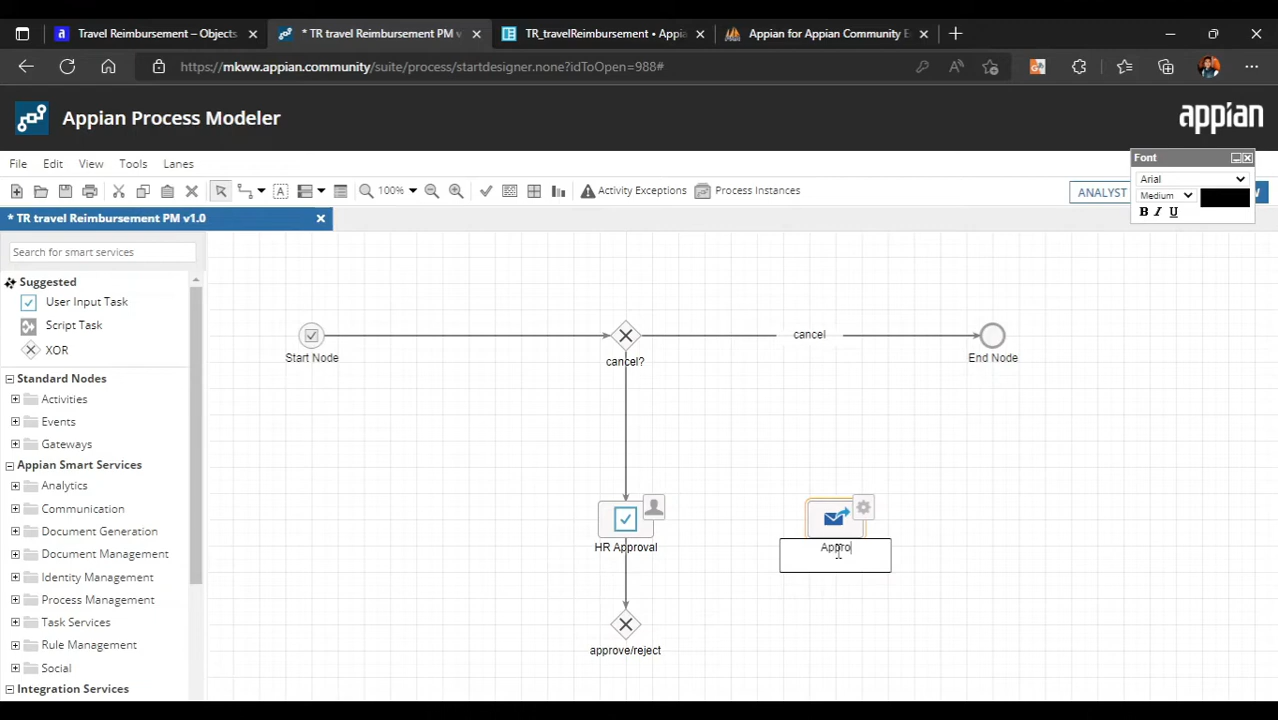 Travel Reimbursement – Objects
* TR travel Reimbursement PM v
TR_travelReimbursement • Appia
Appian for Appian Community E
https://mkww.appian.community/suite/process/startdesigner.none?idToOpen=988#
Appian Process Modeler
appian
File Edit View Tools Lanes
Font
Arial
Medium
B I U
100%
Activity Exceptions
Process Instances
ANALYST
* TR travel Reimbursement PM v1.0
Search for smart services
Suggested
User Input Task
Script Task
XOR
Standard Nodes
Activities
Events
Gateways
Appian Smart Services
Analytics
Communication
Document Generation
Document Management
Identity Management
Process Management
Task Services
Rule Management
Social
Integration Services
Start Node
cancel?
cancel
End Node
HR Approval
Appro
approve/reject